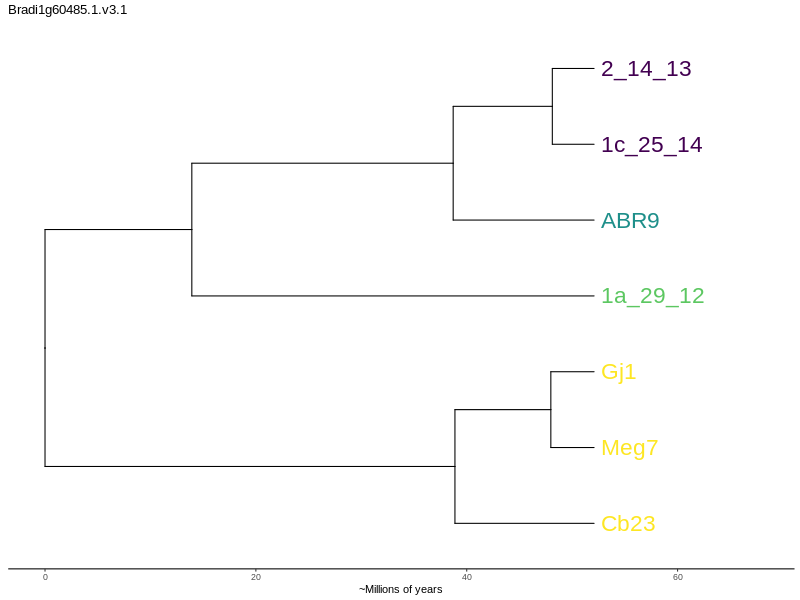 Bradi1g60485.1.v3.1
2_14_13
1c_25_14
ABR9
1a_29_12
Gj1
Meg7
Cb23
0 20 40 60
~Millions of years